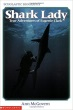 Shark Lady
True Adventures of Eugenie Clark
Ann McGovern